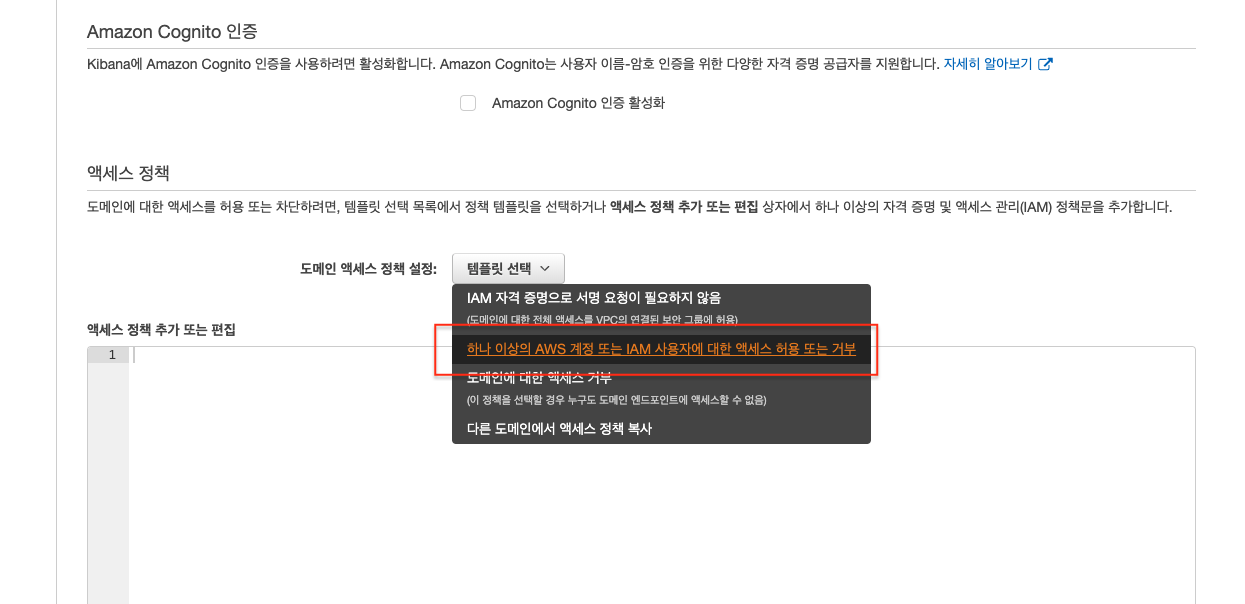 Amazon Cognito 인증
Kibana에 Amazon Cognito 인증을 사용하려면 활성화합니다. Amazon Cognito는 사용자 이름-암호 인증을 위한 다양한 자격 증명 공급자를 지원합니다. 자세히 알아보기
Amazon Cognito 인증 활성화
액세스 정책
도메인에 대한 액세스를 허용 또는 차단하려면, 템플릿 선택 목록에서 정책 템플릿을 선택하거나 액세스 정책 추가 또는 편집 상자에서 하나 이상의 자격 증명 및 액세스 관리(IAM) 정책문을 추가합니다.
도메인 액세스 정책 설정: 템플릿 선택
IAM 자격 증명으로 서명 요청이 필요하지 않음
(도메인에 대한 전체 액세스를 VPC의 연결된 보안 그룹에 허용)
액세스 정책 추가 또는 편집
하나 이상의 AWS 계정 또는 IAM 사용자에 대한 액세스 허용 또는 거부
1
도메인에 대한 액세스 거부
(이 정책을 선택할 경우 누구도 도메인 엔드포인트에 액세스할 수 없음)
다른 도메인에서 액세스 정책 복사